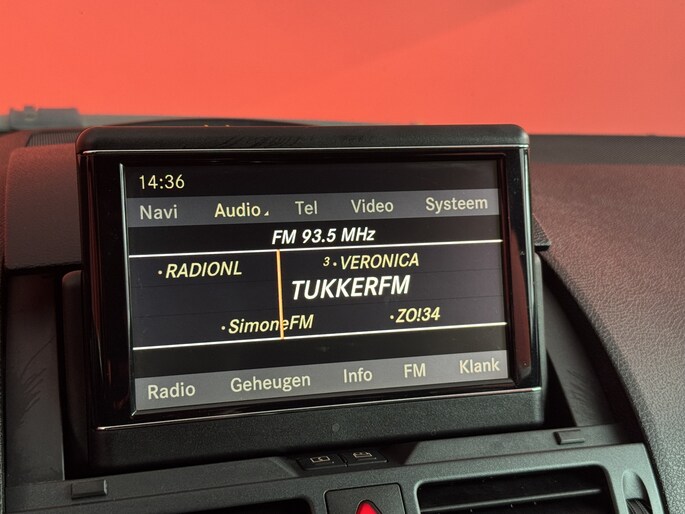 14:36
Navi Audio Tel Video Systeem
FM 93.5 MHz
RADIONL 3 VERONICA
TUKKERFM
SimoneFM ZO!34
Radio Geheugen Info FM Klank